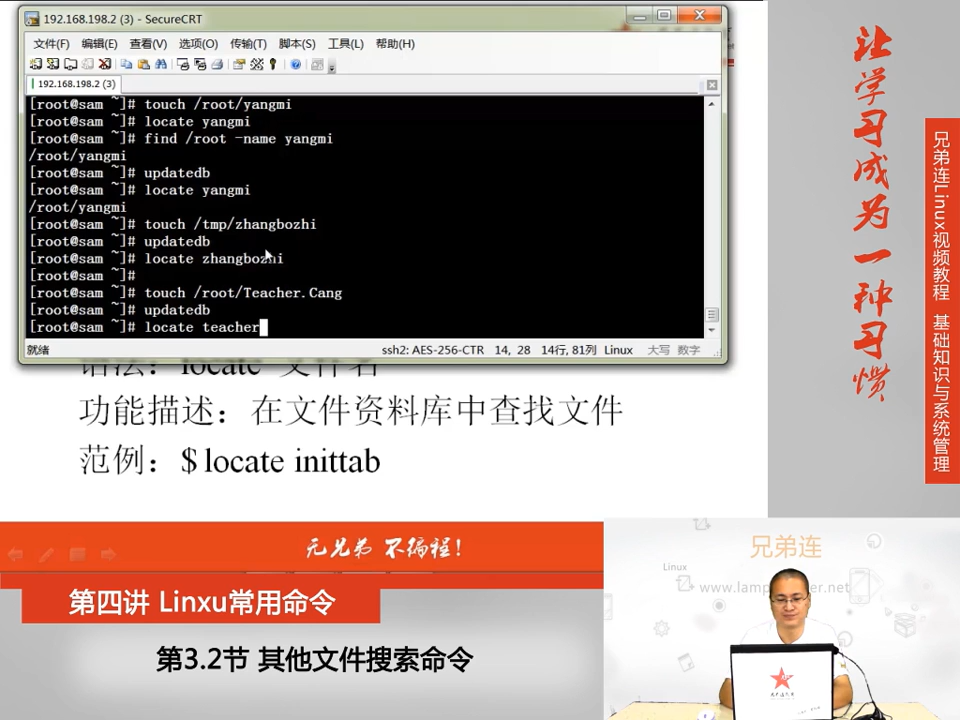 192.168.198.2 (3) - SecureCRT
文件(F) 编辑(E) 查看(V) 选项(O) 传输(T) 脚本(S) 工具(L) 帮助(H)
192.168.198.2 (3)
[root@sam ~]# touch /root/yangmi
[root@sam ~]# locate yangmi
[root@sam ~]# find /root -name yangmi
/root/yangmi
[root@sam ~]# updatedb
[root@sam ~]# locate yangmi
/root/yangmi
[root@sam ~]# touch /tmp/zhangbozhi
[root@sam ~]# updatedb
[root@sam ~]# locate zhangbozhi
[root@sam ~]#
[root@sam ~]# touch /root/Teacher.Cang
[root@sam ~]# updatedb
[root@sam ~]# locate teacher
就绪 ssh2: AES-256-CTR 14, 28 14行, 81列 Linux 大写 数字
语法：locate 文件名
功能描述：在文件资料库中查找文件
范例：$ locate inittab
让学习成为一种习惯
兄弟连Linux视频教程 基础知识与系统管理
无兄弟 不编程！
第四讲 Linxu常用命令
第3.2节 其他文件搜索命令
兄弟连
Linux